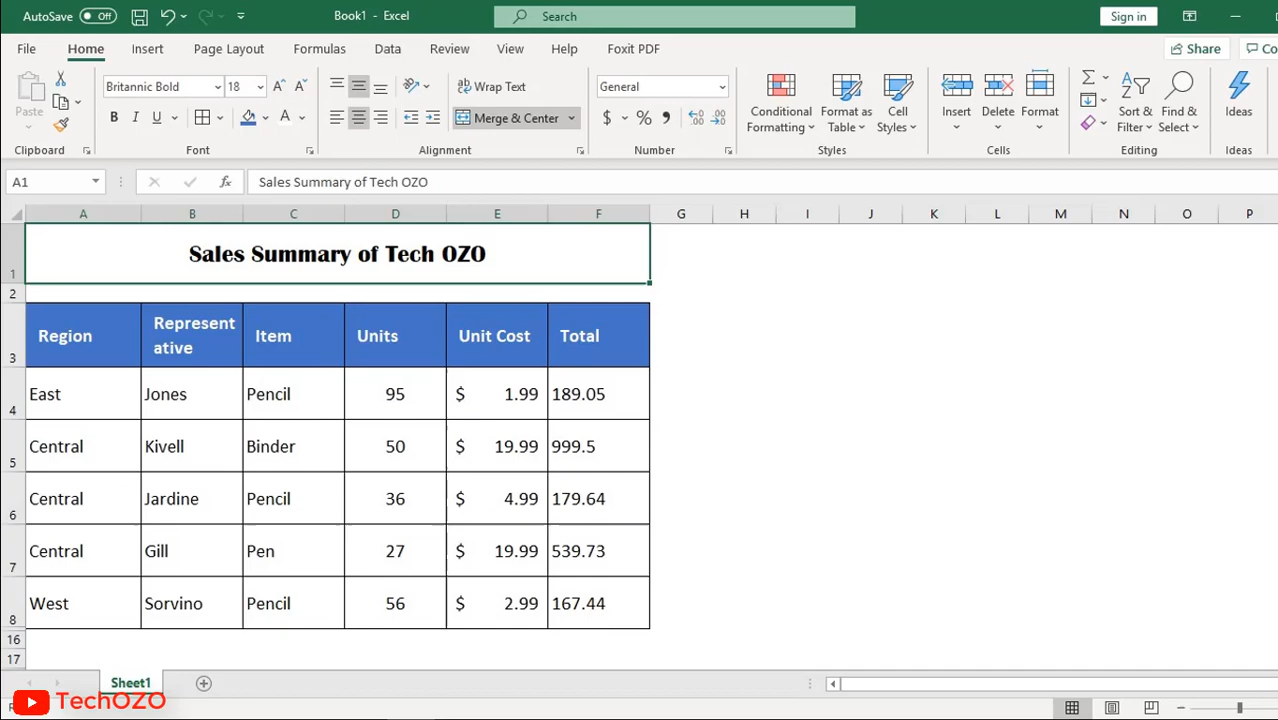 AutoSave Off Book1 - Excel Search Sign in
File Home Insert Page Layout Formulas Data Review View Help Foxit PDF Share Co
Paste Britannic Bold 18 A A Wrap Text General Conditional Formatting Format as Table Cell Styles Insert Delete Format Sort & Filter Find & Select Ideas
B I U A Merge & Center $ % 9
Clipboard Font Alignment Number Styles Cells Editing Ideas
A1 fx Sales Summary of Tech OZO
A B C D E F G H I J K L M N O P
1 Sales Summary of Tech OZO
2
3 Region Represent ative Item Units Unit Cost Total
4 East Jones Pencil 95 $ 1.99 189.05
5 Central Kivell Binder 50 $ 19.99 999.5
6 Central Jardine Pencil 36 $ 4.99 179.64
7 Central Gill Pen 27 $ 19.99 539.73
8 West Sorvino Pencil 56 $ 2.99 167.44
16
17
Sheet1
TechOZO